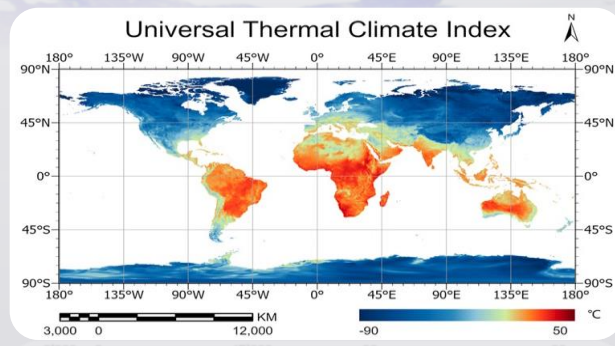 Universal Thermal Climate Index
N
180° 135°W 90°W 45°W 0° 45°E 90°E 135°E 180°
90°N 90°N
45°N 45°N
0° 0°
45°S 45°S
90°S 90°S
180° 135°W 90°W 45°W 0° 45°E 90°E 135°E 180°
KM
3,000 0 12,000
°C
-90 50